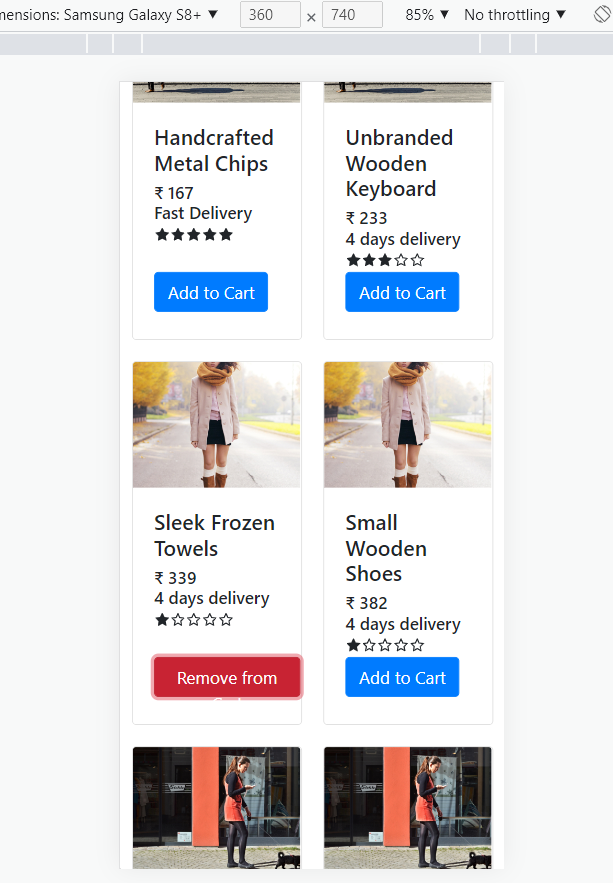 mensions: Samsung Galaxy S8+ ▼ 360 × 740 85% ▼ No throttling ▼
Handcrafted
Metal Chips
₹ 167
Fast Delivery
★★★★★
Add to Cart
Unbranded
Wooden
Keyboard
₹ 233
4 days delivery
★★★☆☆
Add to Cart
Sleek Frozen
Towels
₹ 339
4 days delivery
★☆☆☆☆
Remove from
Small
Wooden
Shoes
₹ 382
4 days delivery
★☆☆☆☆
Add to Cart